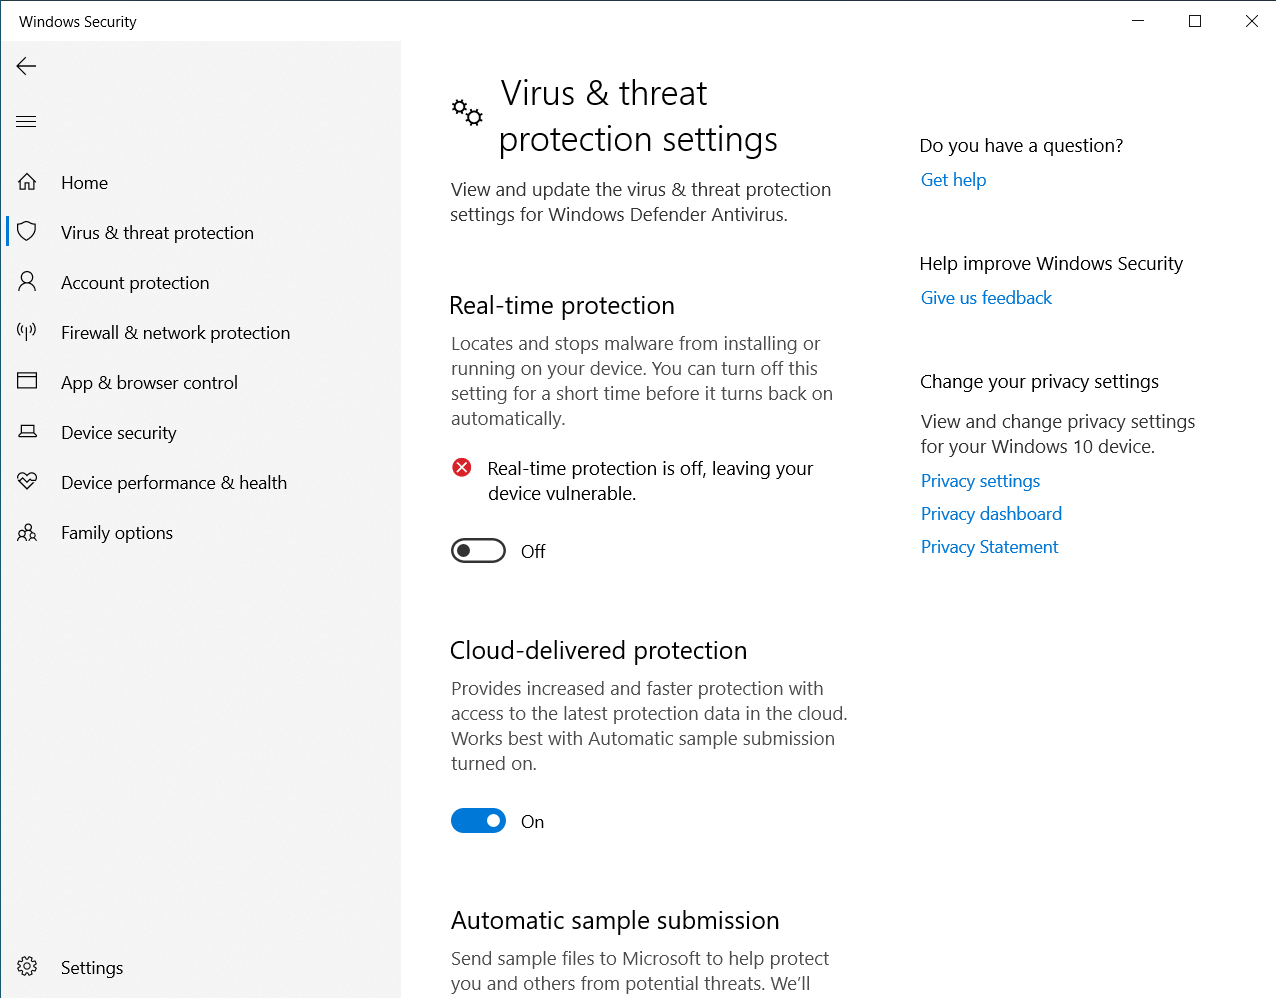 Windows Security
Home
Virus & threat protection
Account protection
Firewall & network protection
App & browser control
Device security
Device performance & health
Family options
Settings
Virus & threat
protection settings
View and update the virus & threat protection
settings for Windows Defender Antivirus.
Real-time protection
Locates and stops malware from installing or
running on your device. You can turn off this
setting for a short time before it turns back on
automatically.
Real-time protection is off, leaving your
device vulnerable.
Off
Cloud-delivered protection
Provides increased and faster protection with
access to the latest protection data in the cloud.
Works best with Automatic sample submission
turned on.
On
Automatic sample submission
Send sample files to Microsoft to help protect
you and others from potential threats. We’ll
Do you have a question?
Get help
Help improve Windows Security
Give us feedback
Change your privacy settings
View and change privacy settings
for your Windows 10 device.
Privacy settings
Privacy dashboard
Privacy Statement